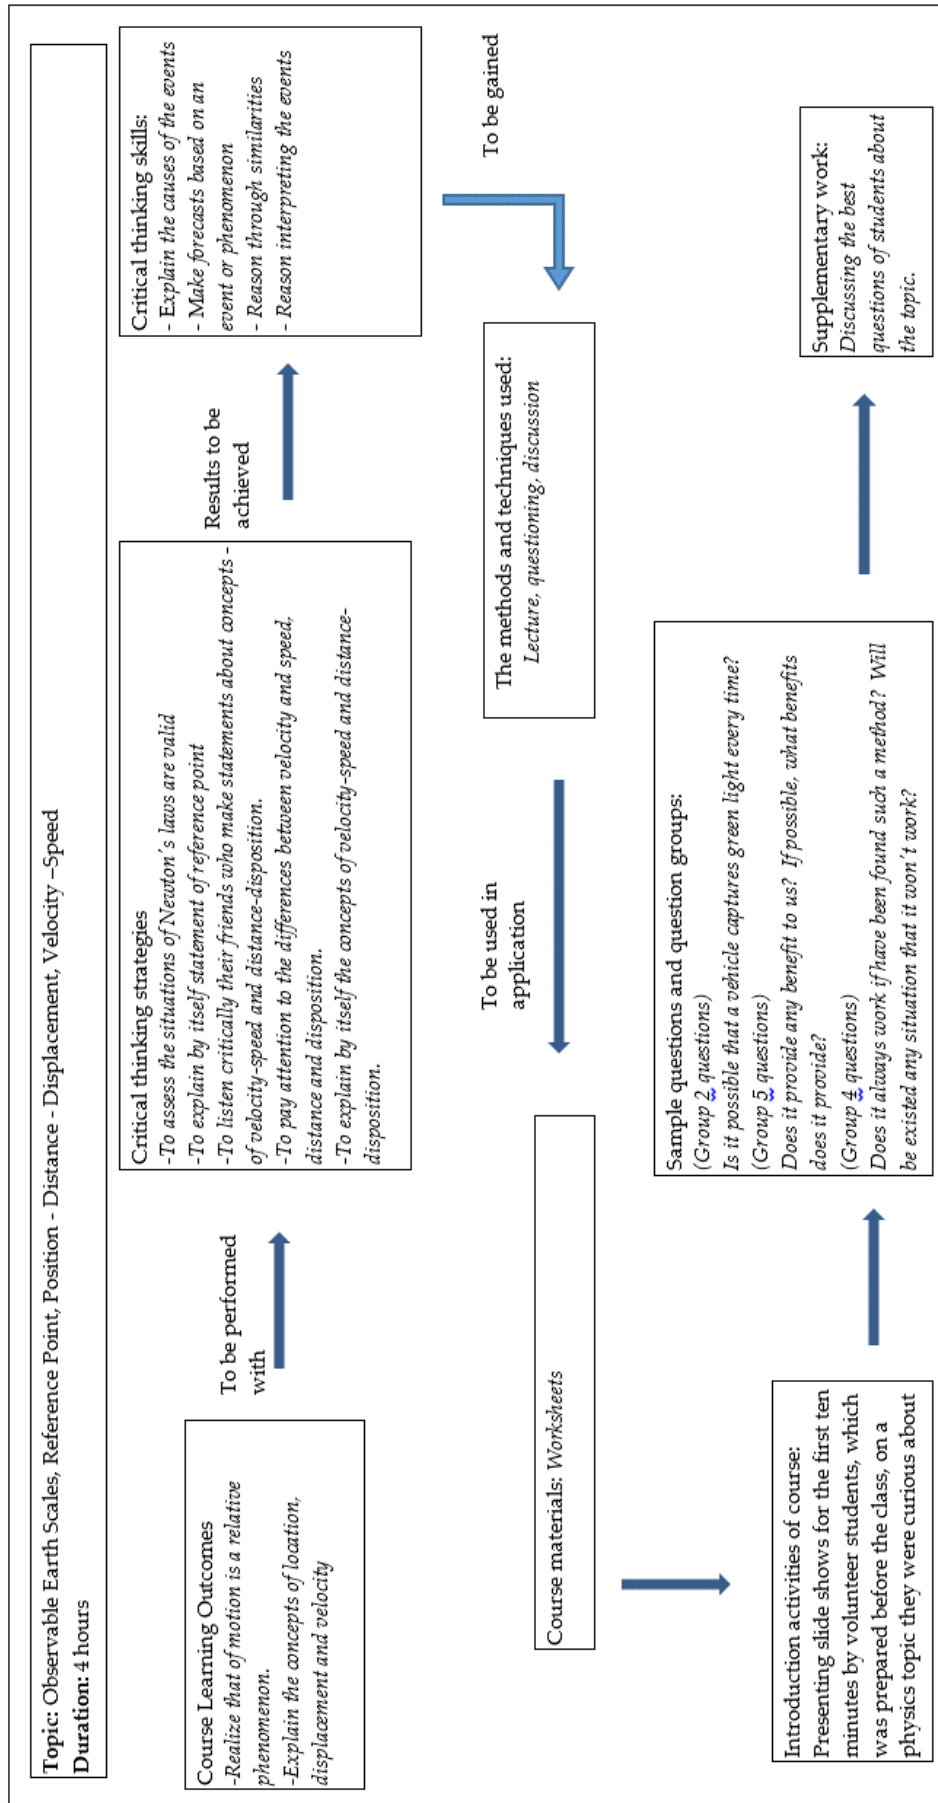 Topic: Observable Earth Scales, Reference Point, Position - Distance - Displacement, Velocity –Speed
Duration: 4 hours
Course Learning Outcomes
-Realize that of motion is a relative
phenomenon.
-Explain the concepts of location,
displacement and velocity
To be performed
with
Critical thinking strategies
-To assess the situations of Newton's laws are valid
-To explain by itself statement of reference point
-To listen critically their friends who make statements about concepts -
of velocity-speed and distance-disposition.
-To pay attention to the differences between velocity and speed,
distance and disposition.
-To explain by itself the concepts of velocity-speed and distance-
disposition.
Results to be
achieved
Critical thinking skills:
- Explain the causes of the events
- Make forecasts based on an
event or phenomenon
- Reason through similarities
- Reason interpreting the events
To be gained
The methods and techniques used:
Lecture, questioning, discussion
To be used in
application
Course materials: Worksheets
Introduction activities of course:
Presenting slide shows for the first ten
minutes by volunteer students, which
was prepared before the class, on a
physics topic they were curious about
Sample questions and question groups:
(Group 2 questions)
Is it possible that a vehicle captures green light every time?
(Group 5 questions)
Does it provide any benefit to us? If possible, what benefits
does it provide?
(Group 4 questions)
Does it always work if have been found such a method? Will
be existed any situation that it won't work?
Supplementary work:
Discussing the best
questions of students about
the topic.